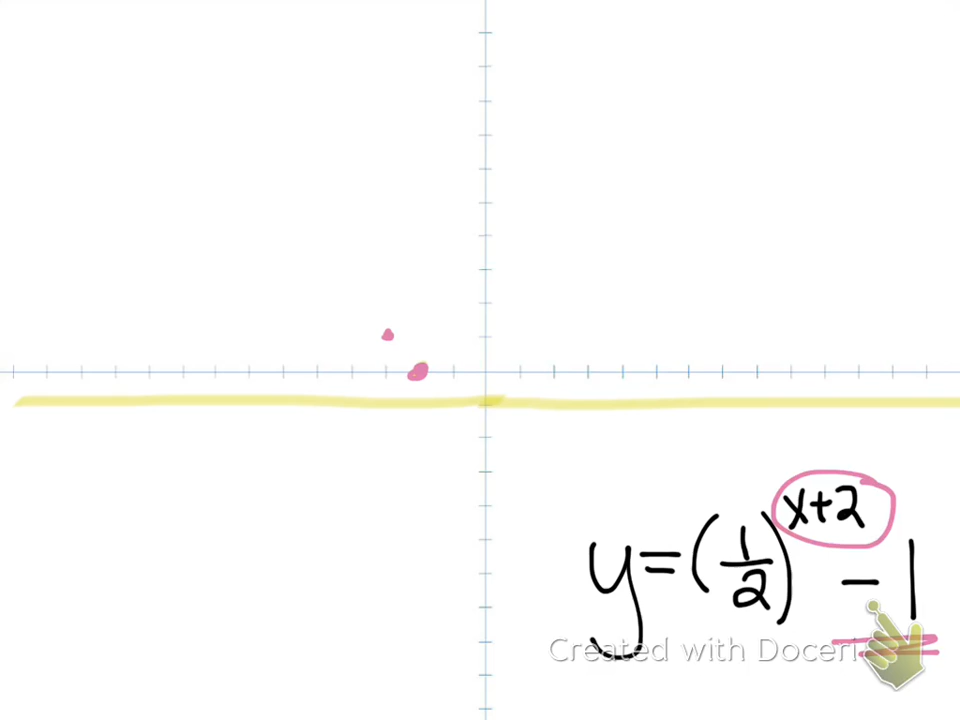 y=(1/2)^(x+2) -1
Created with Doceri